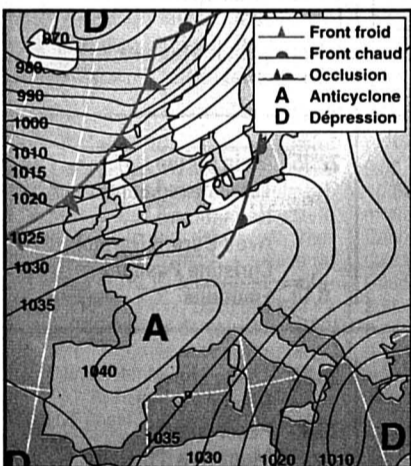 D
970
980
990
1000
1010
1015
1020
1025
1030
1035
Front froid
Front chaud
Occlusion
A Anticyclone
D Dépression
A
1040
1035
1030 1020 1010
D
D